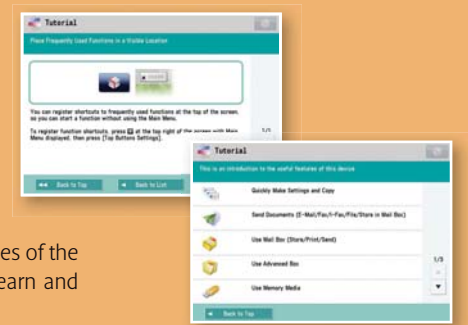 Tutorial
Place Frequently Used Functions in a Visible Location
You can register shortcuts to frequently used functions at the top of the screen,
so you can start a function without using the Main Menu.
To register function shortcuts, press at the top right of the screen with Main
Menu displayed, then press [Top Buttons Settings].
1/1
Back to Top
Back to List
Tutorial
This is an introduction to the useful features of this device
Quickly Make Settings and Copy
Send Documents (E-Mail/Fax/I-Fax/File/Store in Mail Box)
Use Mail Box (Store/Print/Send)
Use Advanced Box
Use Memory Media
1/3
Back to Top
es of the
earn and